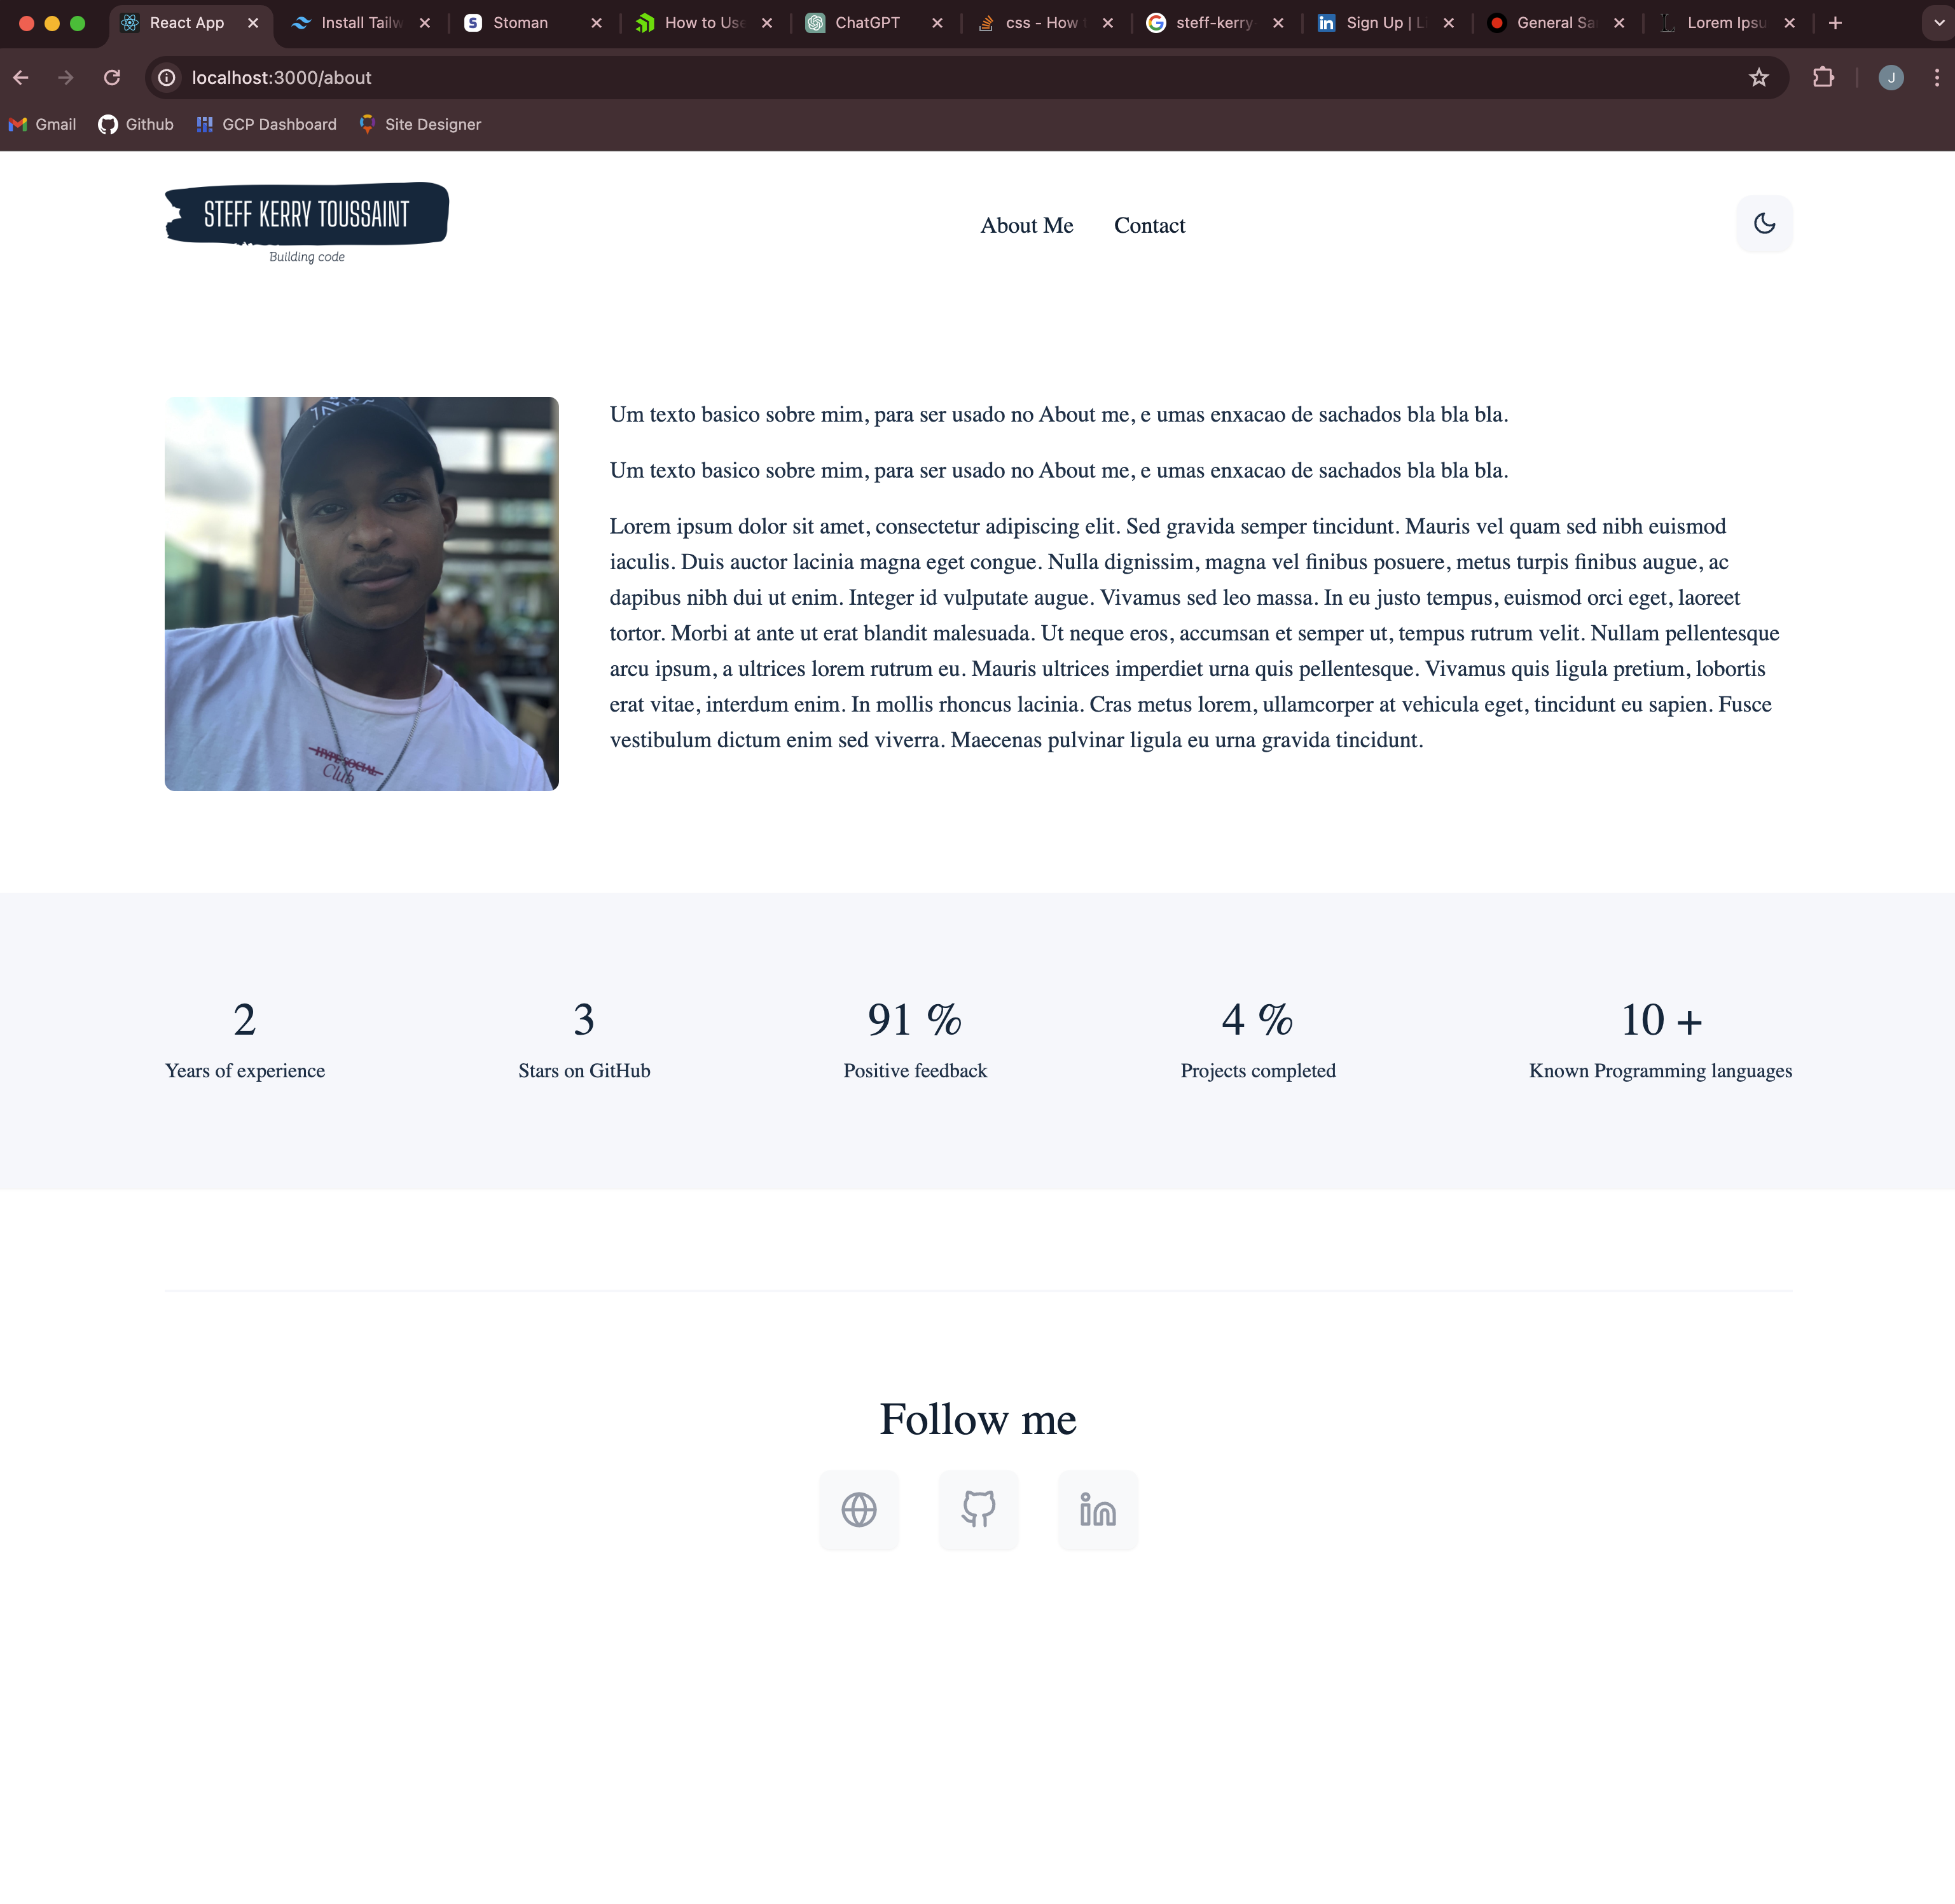 React App
Install Tailw
Stoman
How to Use
ChatGPT
css - How
steff-kerry
Sign Up | L
General Sa
Lorem Ipsu
localhost:3000/about
J
Gmail
Github
GCP Dashboard
Site Designer
STEFF KERRY TOUSSAINT
Building code
About Me
Contact
Um texto basico sobre mim, para ser usado no About me, e umas enxacao de sachados bla bla bla.
Um texto basico sobre mim, para ser usado no About me, e umas enxacao de sachados bla bla bla.
Lorem ipsum dolor sit amet, consectetur adipiscing elit. Sed gravida semper tincidunt. Mauris vel quam sed nibh euismod
iaculis. Duis auctor lacinia magna eget congue. Nulla dignissim, magna vel finibus posuere, metus turpis finibus augue, ac
dapibus nibh dui ut enim. Integer id vulputate augue. Vivamus sed leo massa. In eu justo tempus, euismod orci eget, laoreet
tortor. Morbi at ante ut erat blandit malesuada. Ut neque eros, accumsan et semper ut, tempus rutrum velit. Nullam pellentesque
arcu ipsum, a ultrices lorem rutrum eu. Mauris ultrices imperdiet urna quis pellentesque. Vivamus quis ligula pretium, lobortis
erat vitae, interdum enim. In mollis rhoncus lacinia. Cras metus lorem, ullamcorper at vehicula eget, tincidunt eu sapien. Fusce
vestibulum dictum enim sed viverra. Maecenas pulvinar ligula eu urna gravida tincidunt.
HYPE SOCIAL
Club
2
Years of experience
3
Stars on GitHub
91 %
Positive feedback
4 %
Projects completed
10 +
Known Programming languages
Follow me